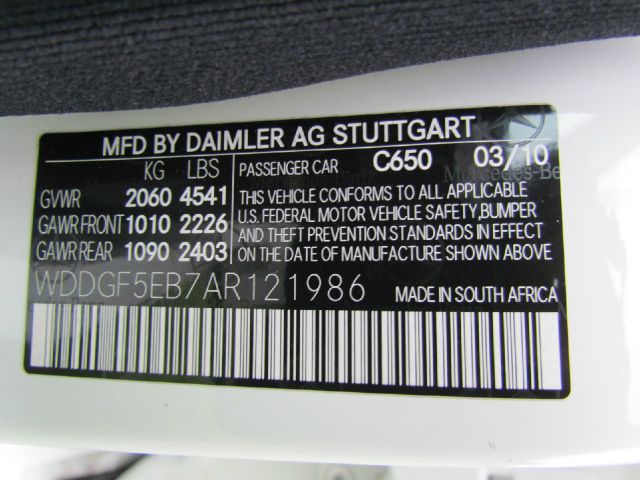 MFD BY DAIMLER AG STUTTGART
KG LBS PASSENGER CAR C650 03/10
GVWR 2060 4541
GAWR FRONT 1010 2226
GAWR REAR 1090 2403
THIS VEHICLE CONFORMS TO ALL APPLICABLE
U.S. FEDERAL MOTOR VEHICLE SAFETY,BUMPER
AND THEFT PREVENTION STANDARDS IN EFFECT
ON THE DATE OF MANUFACTURE SHOWN ABOVE
WDDGF5EB7AR121986 MADE IN SOUTH AFRICA